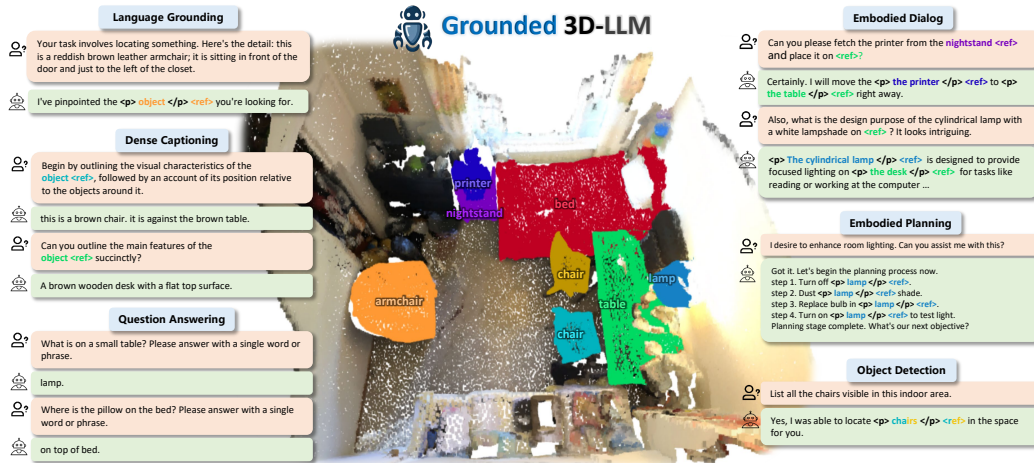 Grounded 3D-LLM
Language Grounding
Your task involves locating something. Here's the detail: this
is a reddish brown leather armchair; it is sitting in front of the
door and just to the left of the closet.
I've pinpointed the <p> object </p> <ref> you're looking for.
Dense Captioning
Begin by outlining the visual characteristics of the
object <ref>, followed by an account of its position relative
to the objects around it.
this is a brown chair. it is against the brown table.
Can you outline the main features of the
object <ref> succinctly?
A brown wooden desk with a flat top surface.
Question Answering
What is on a small table? Please answer with a single word or
phrase.
lamp.
Where is the pillow on the bed? Please answer with a single
word or phrase.
on top of bed.
printer
nightstand
bed
armchair
chair
table
lamp
chair
Embodied Dialog
Can you please fetch the printer from the nightstand <ref>
and place it on <ref>?
Certainly. I will move the <p> the printer </p> <ref> to <p>
the table </p> <ref> right away.
Also, what is the design purpose of the cylindrical lamp with
a white lampshade on <ref> ? It looks intriguing.
<p> The cylindrical lamp </p> <ref> is designed to provide
focused lighting on <p> the desk </p> <ref> for tasks like
reading or working at the computer ...
Embodied Planning
I desire to enhance room lighting. Can you assist me with this?
Got it. Let's begin the planning process now.
step 1. Turn off <p> lamp </p> <ref>.
step 2. Dust <p> lamp </p> <ref> shade.
step 3. Replace bulb in <p> lamp </p> <ref>.
step 4. Turn on <p> lamp </p> <ref> to test light.
Planning stage complete. What's our next objective?
Object Detection
List all the chairs visible in this indoor area.
Yes, I was able to locate <p> chairs </p> <ref> in the space
for you.